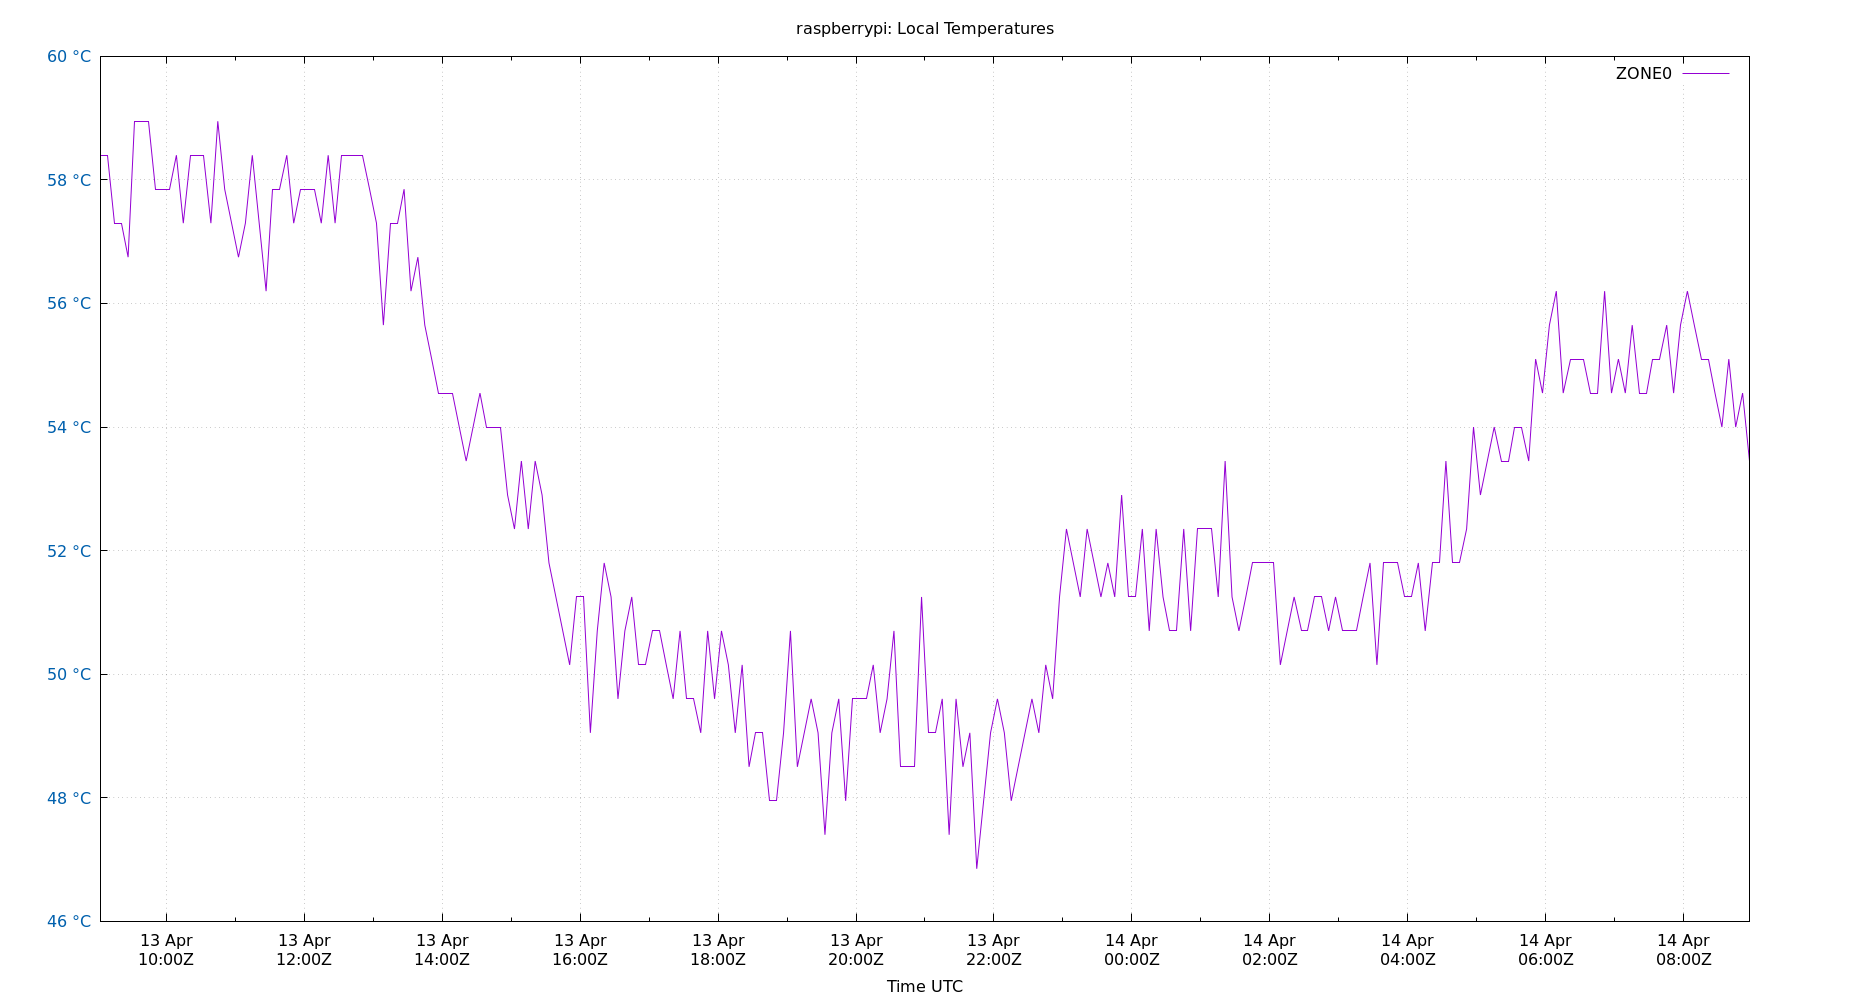 raspberrypi: Local Temperatures
60 °C
ZONE0
58 °C
56 °C
54 °C
52 °C
50 °C
48 °C
46 °C
13 Apr 13 Apr 13 Apr 13 Apr 13 Apr 13 Apr 13 Apr 14 Apr 14 Apr 14 Apr 14 Apr 14 Apr
10:00Z 12:00Z 14:00Z 16:00Z 18:00Z 20:00Z 22:00Z 00:00Z 02:00Z 04:00Z 06:00Z 08:00Z
Time UTC